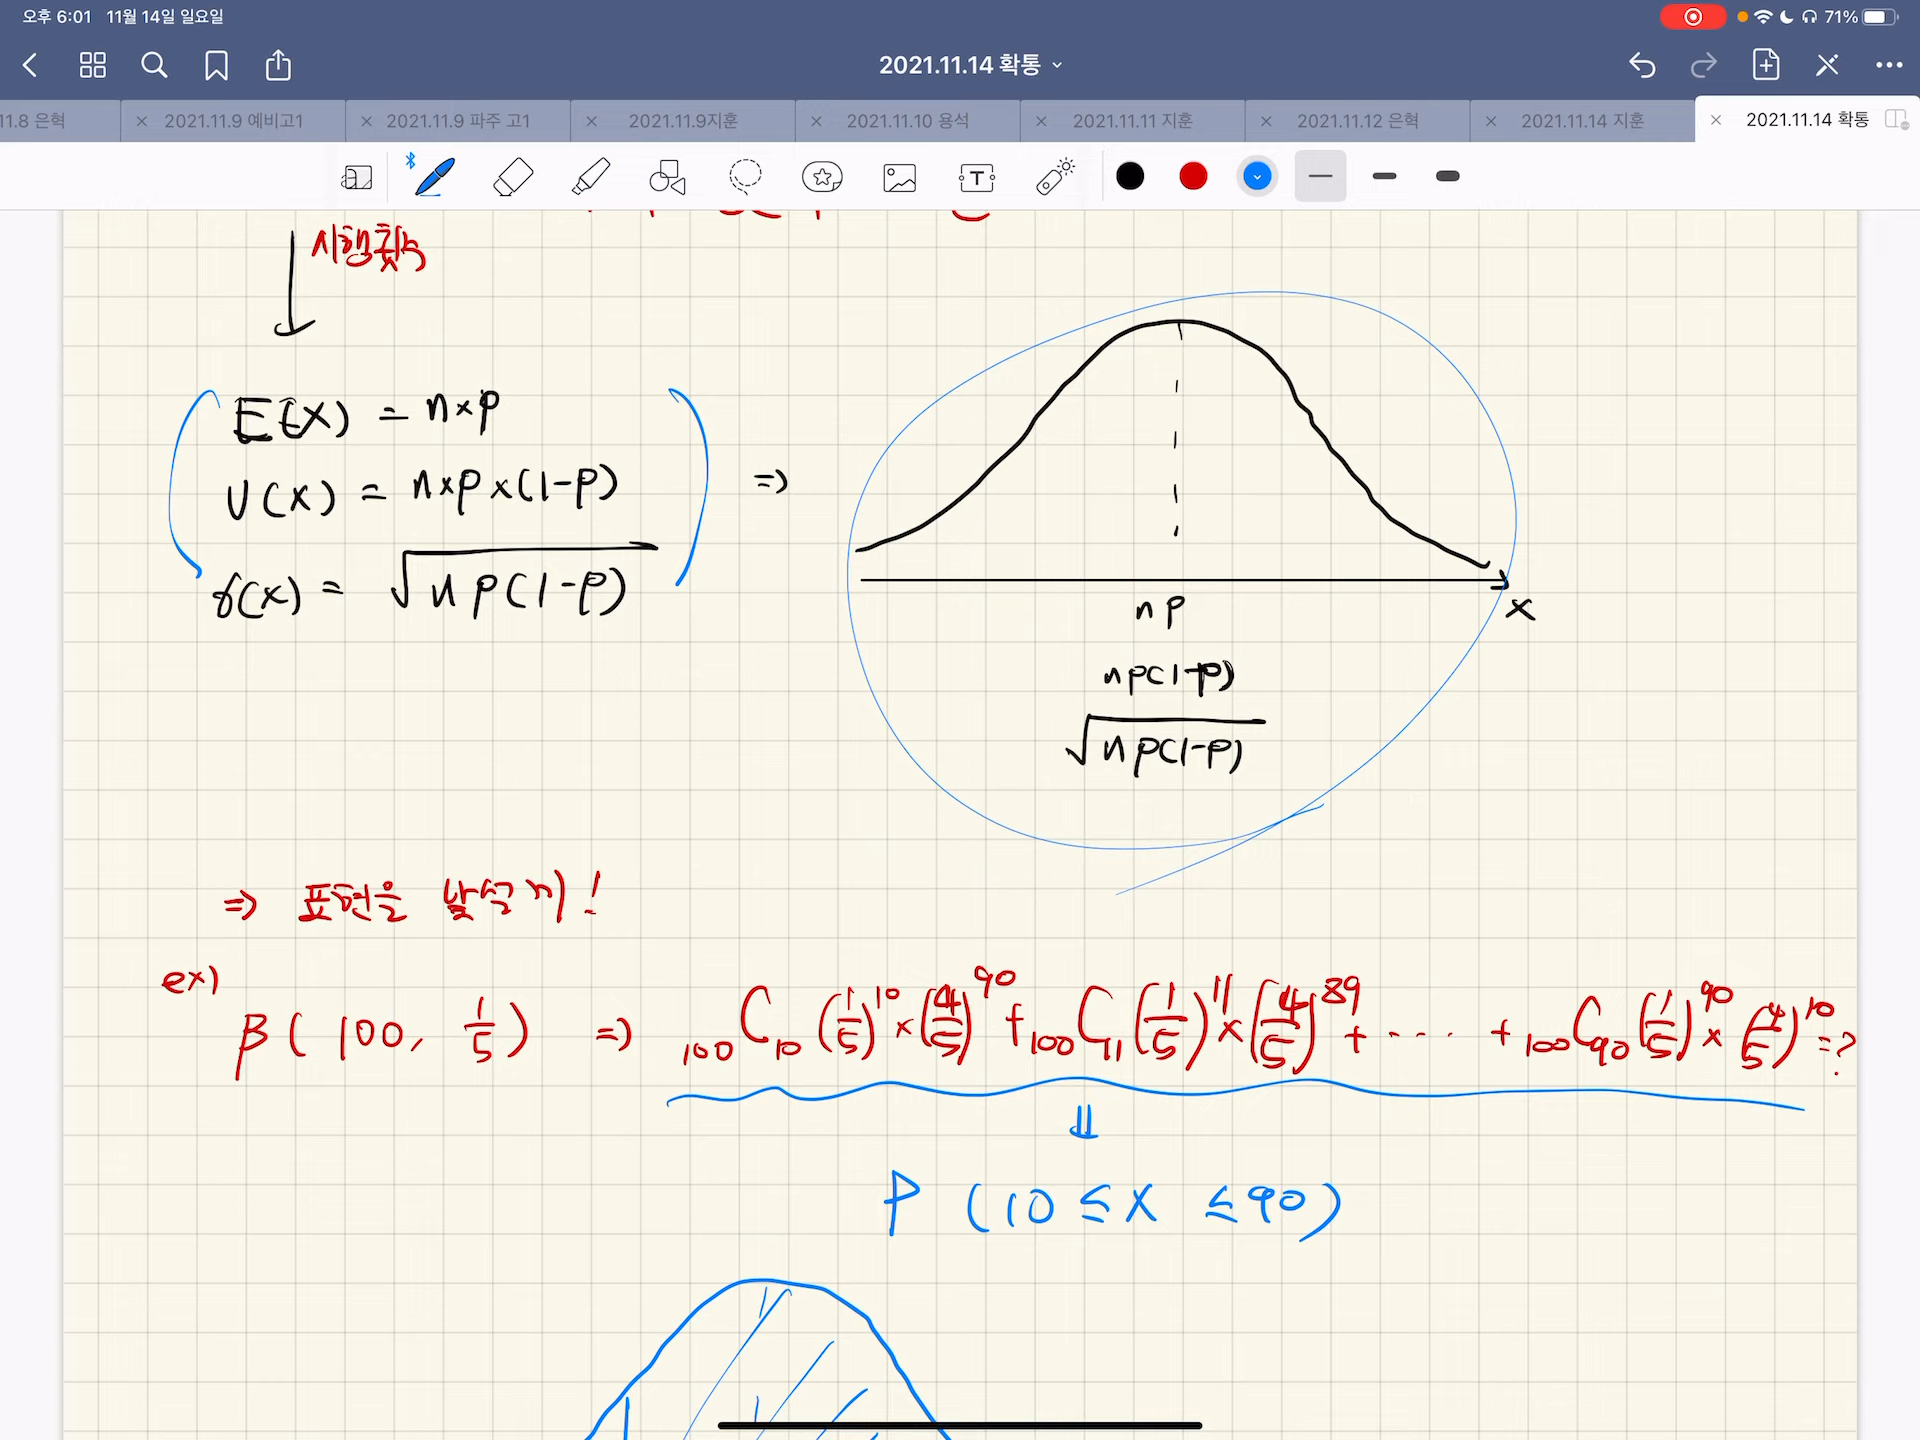 오후 6:01 11월 14일 일요일 71%
2021.11.14 확통
11.8 은혁 2021.11.9 예비고1 2021.11.9 파주 고1 2021.11.9지훈 2021.11.10 용석 2021.11.11 지훈 2021.11.12 은혁 2021.11.14 지훈 2021.11.14 확통
시행횟수
E(X) = n×p
V(X) = n×p×(1-p) ⇒
σ(x) = √np(1-p)
np x
np(1-p)
√np(1-p)
⇒ 표현을
ex)
B(100, 1/5) ⇒ ₁₀₀C₁₀(1/5)¹⁰×(4/5)⁹⁰+₁₀₀C₁₁(1/5)¹¹×(4/5)⁸⁹+ ‥‥ +₁₀₀C₉₀(1/5)⁹⁰×(4/5)¹⁰=?
⇓
P (10 ≤ X ≤ 90)